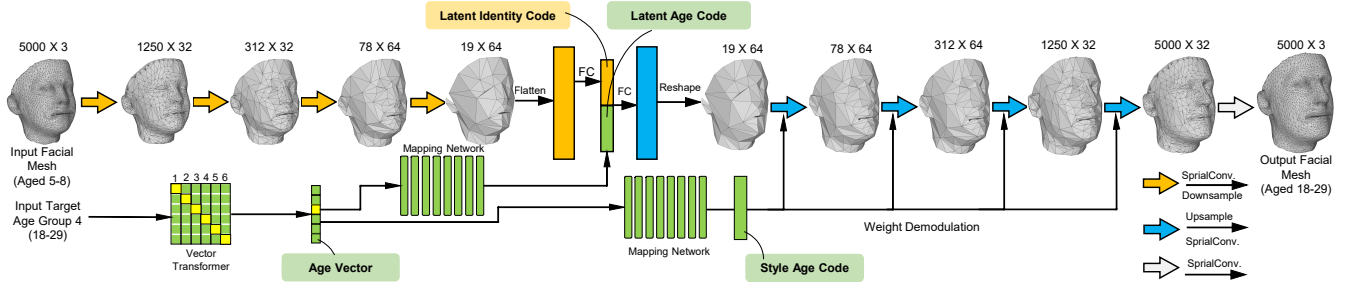 Latent Identity Code
Latent Age Code
5000 X 3
1250 X 32
312 X 32
78 X 64
19 X 64
19 X 64
78 X 64
312 X 64
1250 X 32
5000 X 32
5000 X 3
Flatten
FC
FC
Reshape
Input Facial
Mesh
(Aged 5-8)
Output Facial
Mesh
(Aged 18-29)
Mapping Network
1 2 3 4 5 6
Input Target
Age Group 4
(18-29)
Vector
Transformer
Age Vector
Mapping Network
Style Age Code
Weight Demodulation
SprialConv.
Downsample
Upsample
SprialConv.
SprialConv.